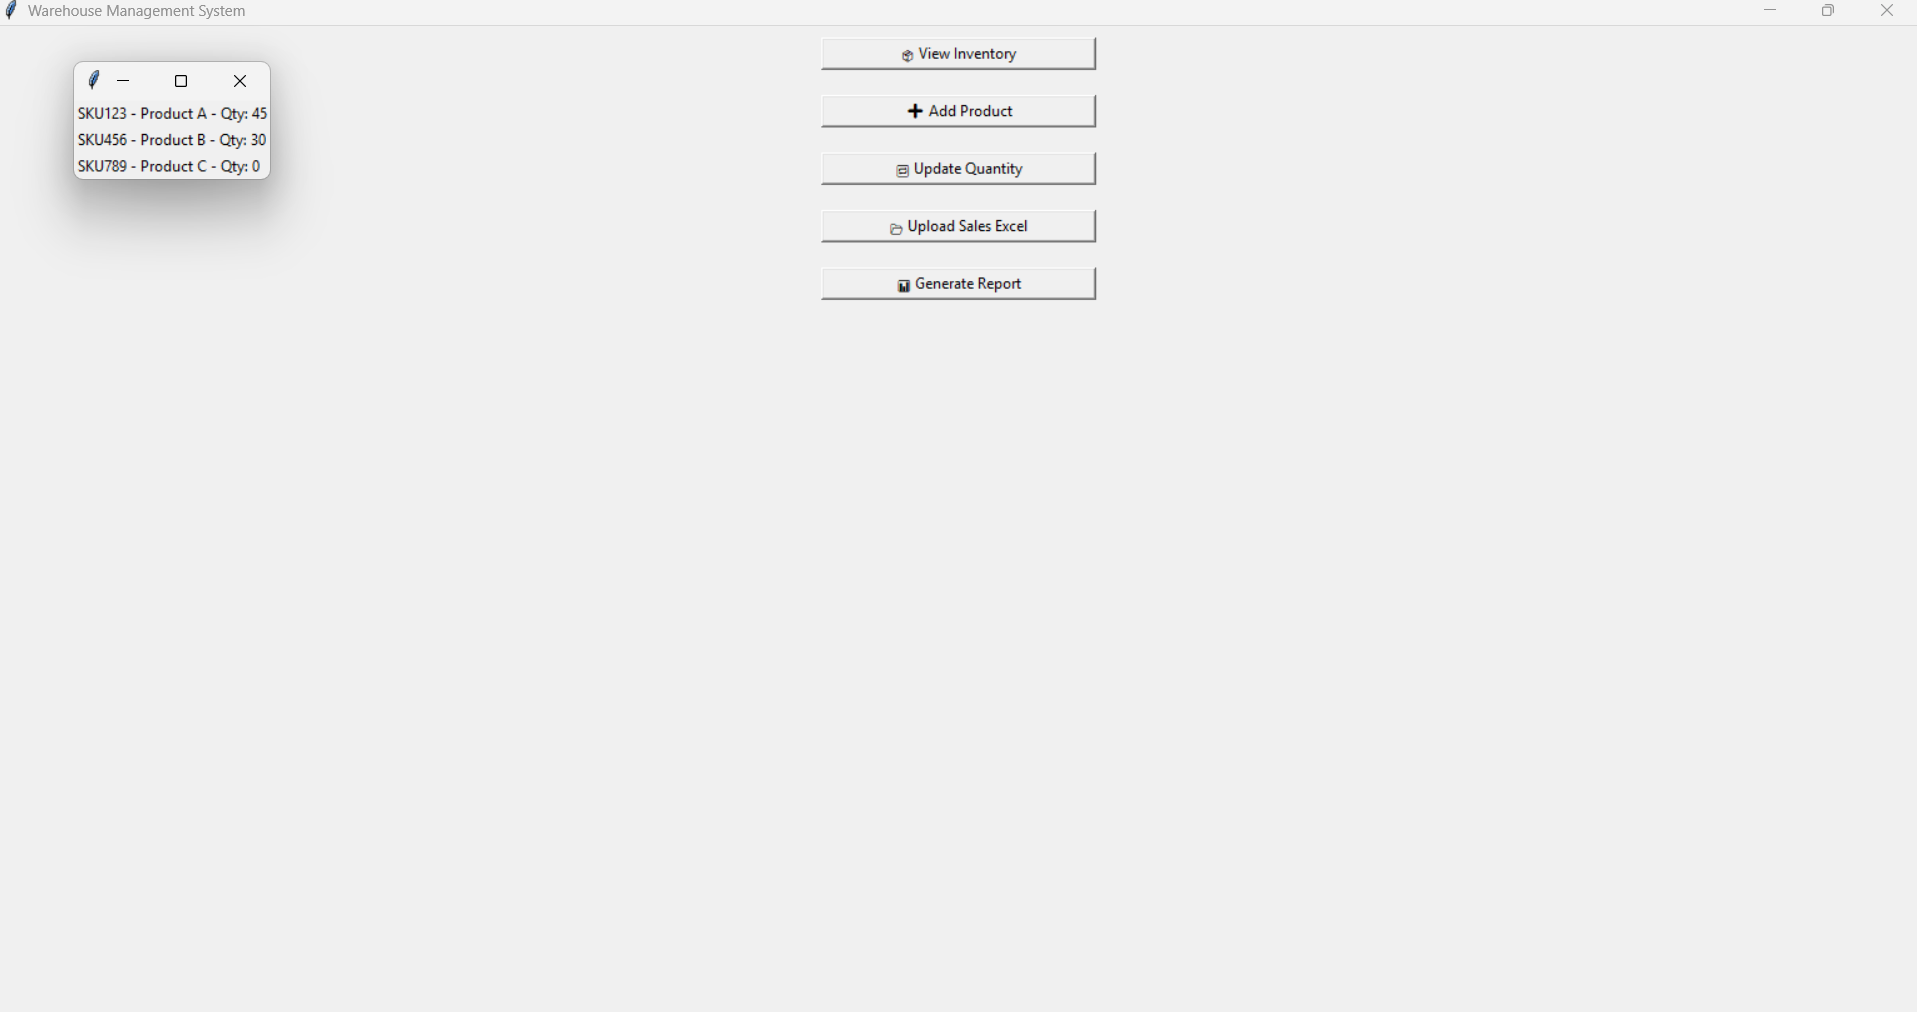 Warehouse Management System
SKU123 - Product A - Qty: 45
SKU456 - Product B - Qty: 30
SKU789 - Product C - Qty: 0
View Inventory
Add Product
Update Quantity
Upload Sales Excel
Generate Report